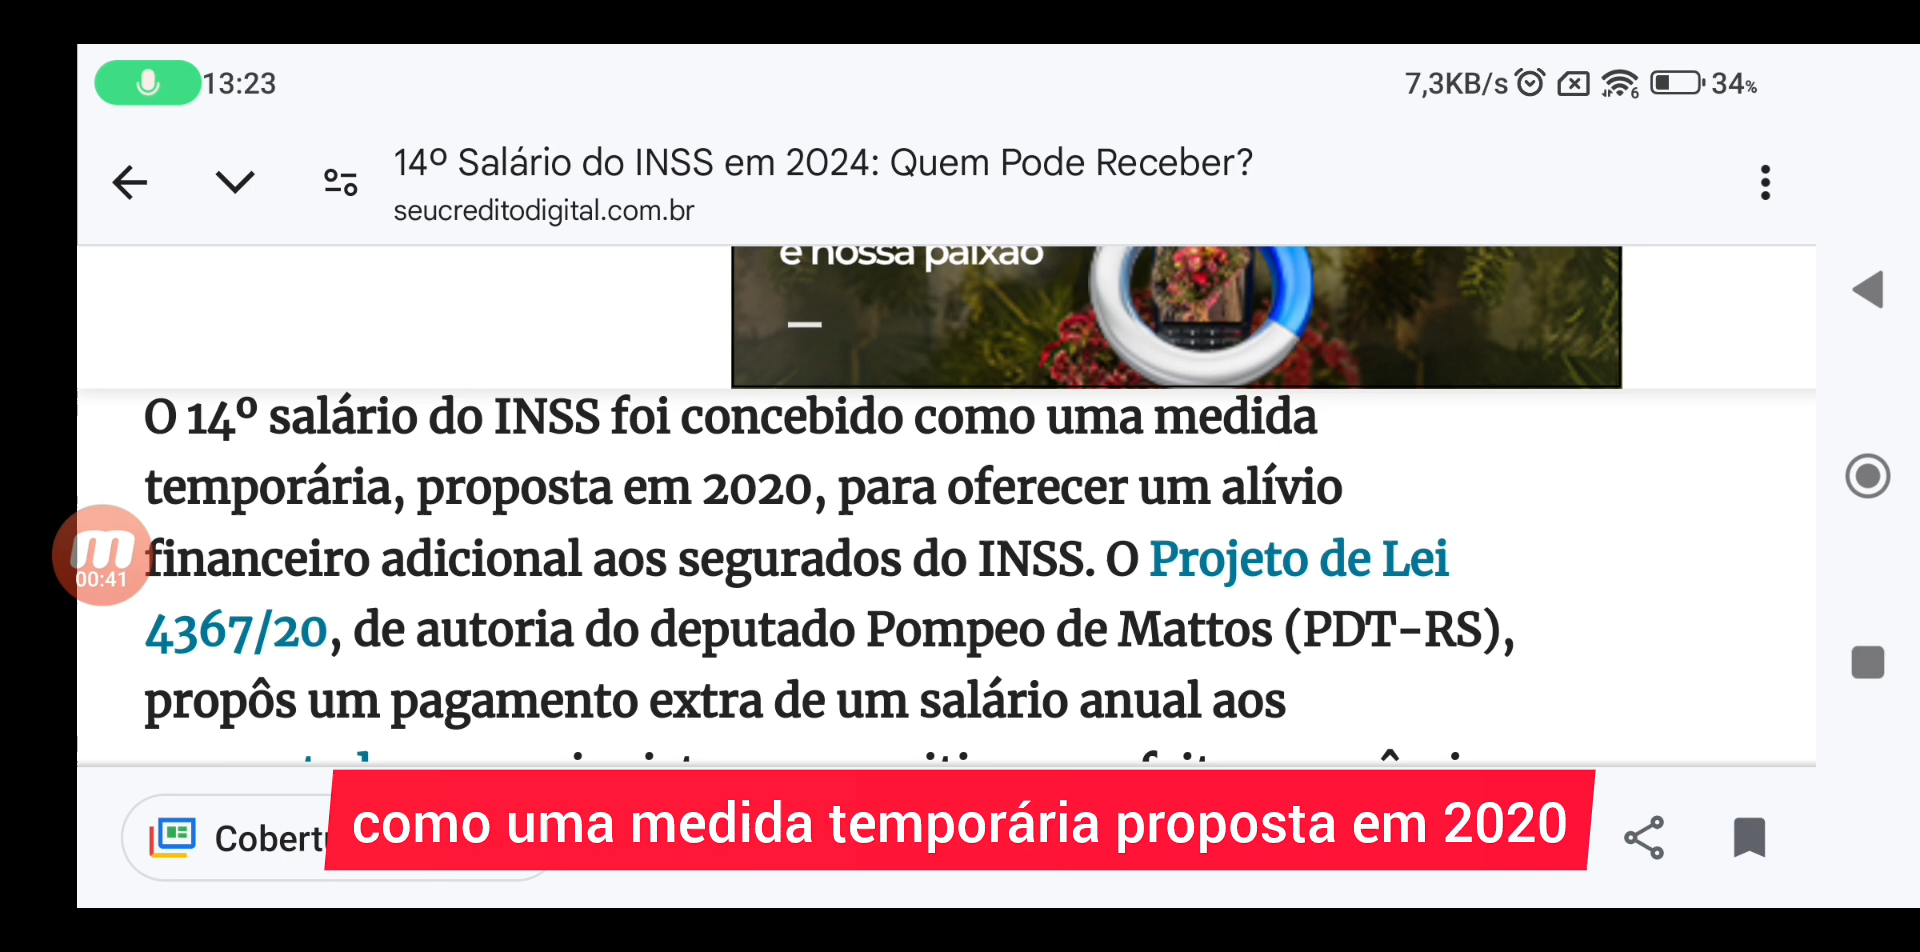 13:23
7,3KB/s 6 34%
14º Salário do INSS em 2024: Quem Pode Receber?
seucreditodigital.com.br
é nossa paixão
O 14º salário do INSS foi concebido como uma medida
temporária, proposta em 2020, para oferecer um alívio
financeiro adicional aos segurados do INSS. O Projeto de Lei
4367/20, de autoria do deputado Pompeo de Mattos (PDT-RS),
propôs um pagamento extra de um salário anual aos
00:41
como uma medida temporária proposta em 2020